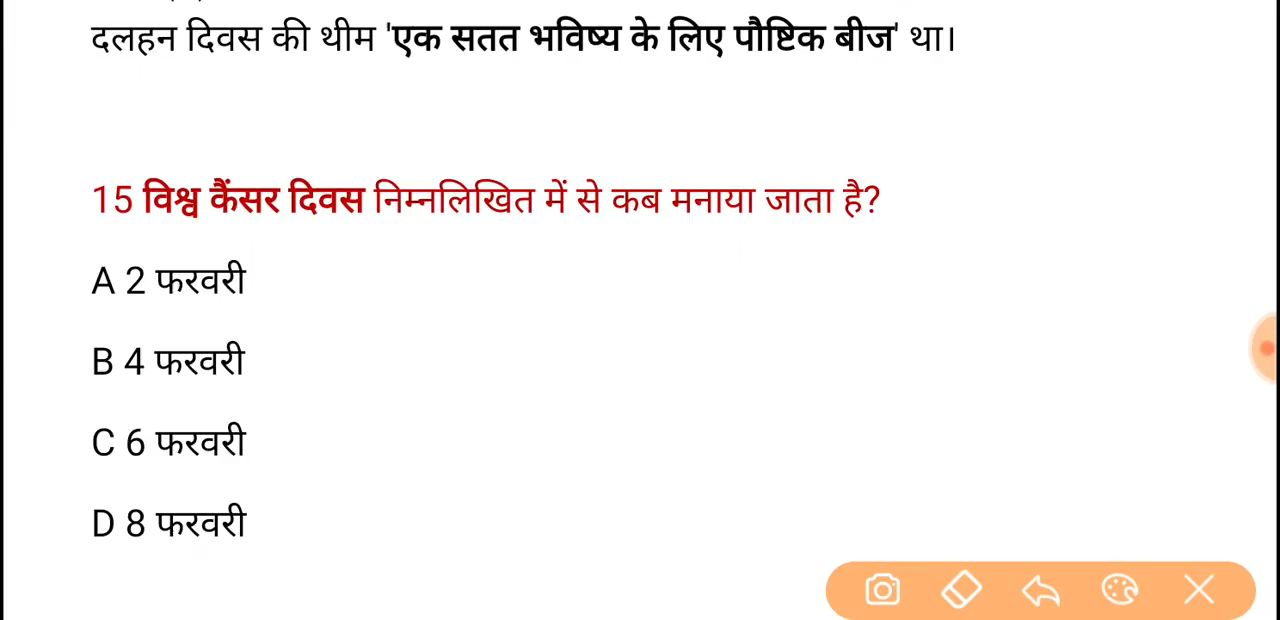 दलहन दिवस की थीम 'एक सतत भविष्य के लिए पौष्टिक बीज' था।
15 विश्व कैंसर दिवस निम्नलिखित में से कब मनाया जाता है?
A 2 फरवरी
B 4 फरवरी
C 6 फरवरी
D 8 फरवरी